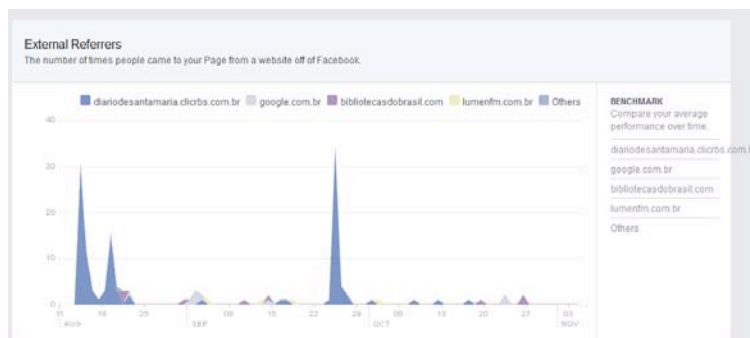 External Referrers
The number of times people came to your Page from a website off of Facebook.
diariodesantamaria.clicrbs.com.br google.com.br bibliotecasdobrasil.com lumenfm.com.br Others
BENCHMARK
Compare your average
performance over time.
diariodesantamaria.clicrbs.com.
google.com.br
bibliotecasdobrasil.com
lumenfm.com.br
Others
40
30
20
10
0
18 25 08 15 22 29 06 13 20 27 03
AUG SEP OCT NOV